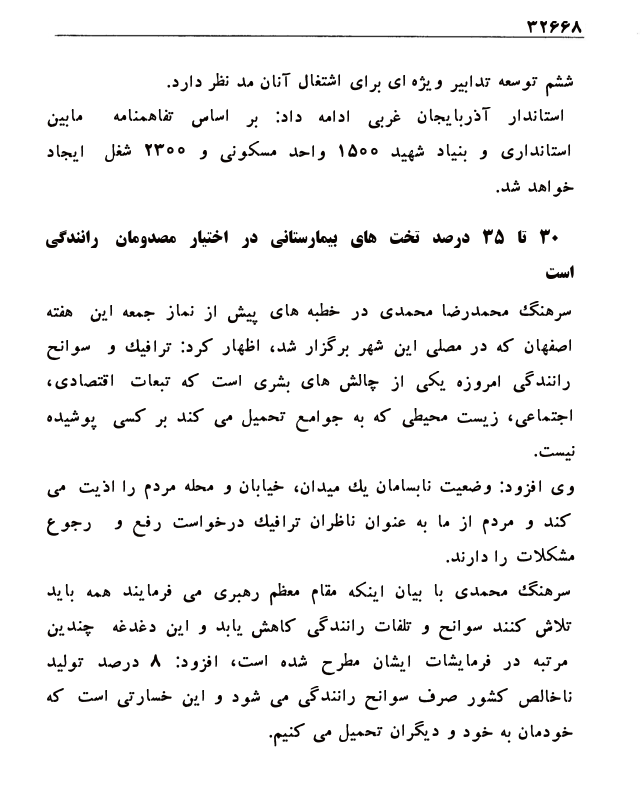 ۳۲۶۶۸
ششم توسعه تدابیر ویژه ای برای اشتغال آنان مد نظر دارد.
استاندار آذربایجان غربی ادامه داد: بر اساس تفاهمنامه مابین
استانداری و بنیاد شهید ۱۵۰۰ واحد مسکونی و ۲۳۰۰ شغل ایجاد
خواهد شد.
۳۰ تا ۳۵ درصد تخت های بیمارستانی در اختیار مصدومان رانندگی
است
سرهنگ محمدرضا محمدی در خطبه های پیش از نماز جمعه این هفته
اصفهان که در مصلی این شهر برگزار شد، اظهار کرد: ترافیك و سوانح
رانندگی امروزه یکی از چالش های بشری است که تبعات اقتصادی،
اجتماعی، زیست محیطی که به جوامع تحمیل می کند بر کسی پوشیده
نیست.
وی افزود: وضعیت نابسامان یك میدان، خیابان و محله مردم را اذیت می
کند و مردم از ما به عنوان ناظران ترافیك درخواست رفع و رجوع
مشکلات را دارند.
سرهنگ محمدی با بیان اینکه مقام معظم رهبری می فرمایند همه باید
تلاش کنند سوانح و تلفات رانندگی کاهش یابد و این دغدغه چندین
مرتبه در فرمایشات ایشان مطرح شده است، افزود: ۸ درصد تولید
ناخالص کشور صرف سوانح رانندگی می شود و این خسارتی است که
خودمان به خود و دیگران تحمیل می کنیم.